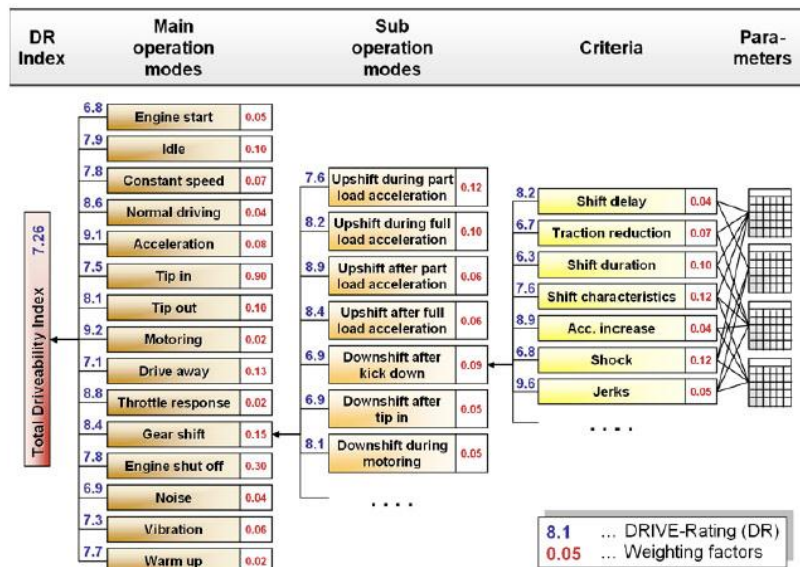 DR
Index
Main
operation
modes
Sub
operation
modes
Criteria
Para-
meters
Total Driveability Index 7.26
6.8 Engine start 0.05
7.9 Idle 0.10
7.8 Constant speed 0.07
8.6 Normal driving 0.04
9.1 Acceleration 0.08
7.5 Tip in 0.90
8.1 Tip out 0.10
9.2 Motoring 0.02
7.1 Drive away 0.13
8.8 Throttle response 0.02
8.4 Gear shift 0.15
7.8 Engine shut off 0.30
6.9 Noise 0.04
7.3 Vibration 0.06
7.7 Warm up 0.02
7.6 Upshift during part
load acceleration 0.12
8.2 Upshift during full
load acceleration 0.10
8.9 Upshift after part
load acceleration 0.06
8.4 Upshift after full
load acceleration 0.06
6.9 Downshift after
kick down 0.09
6.9 Downshift after
tip in 0.05
8.1 Downshift during
motoring 0.05
. . . .
8.2 Shift delay 0.04
6.7 Traction reduction 0.07
6.3 Shift duration 0.10
7.6 Shift characteristics 0.12
8.9 Acc. increase 0.04
6.8 Shock 0.12
9.6 Jerks 0.05
. . . .
8.1 ... DRIVE-Rating (DR)
0.05 ... Weighting factors